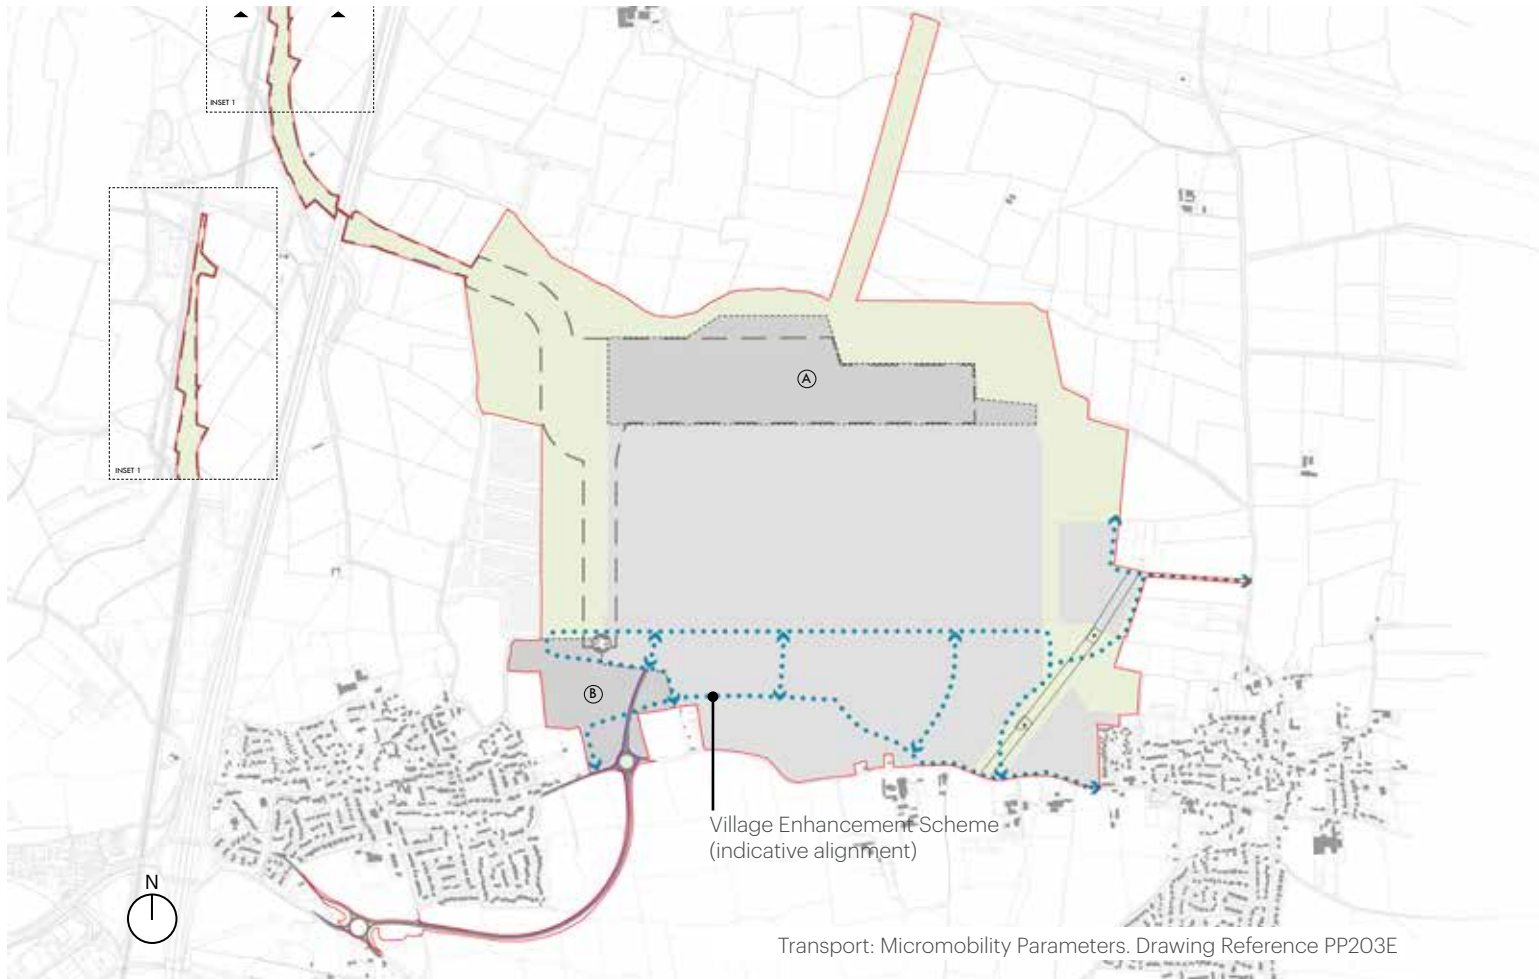 INSET 1
INSET 1
A
B
Village Enhancement Scheme
(indicative alignment)
N
Transport: Micromobility Parameters. Drawing Reference PP203E